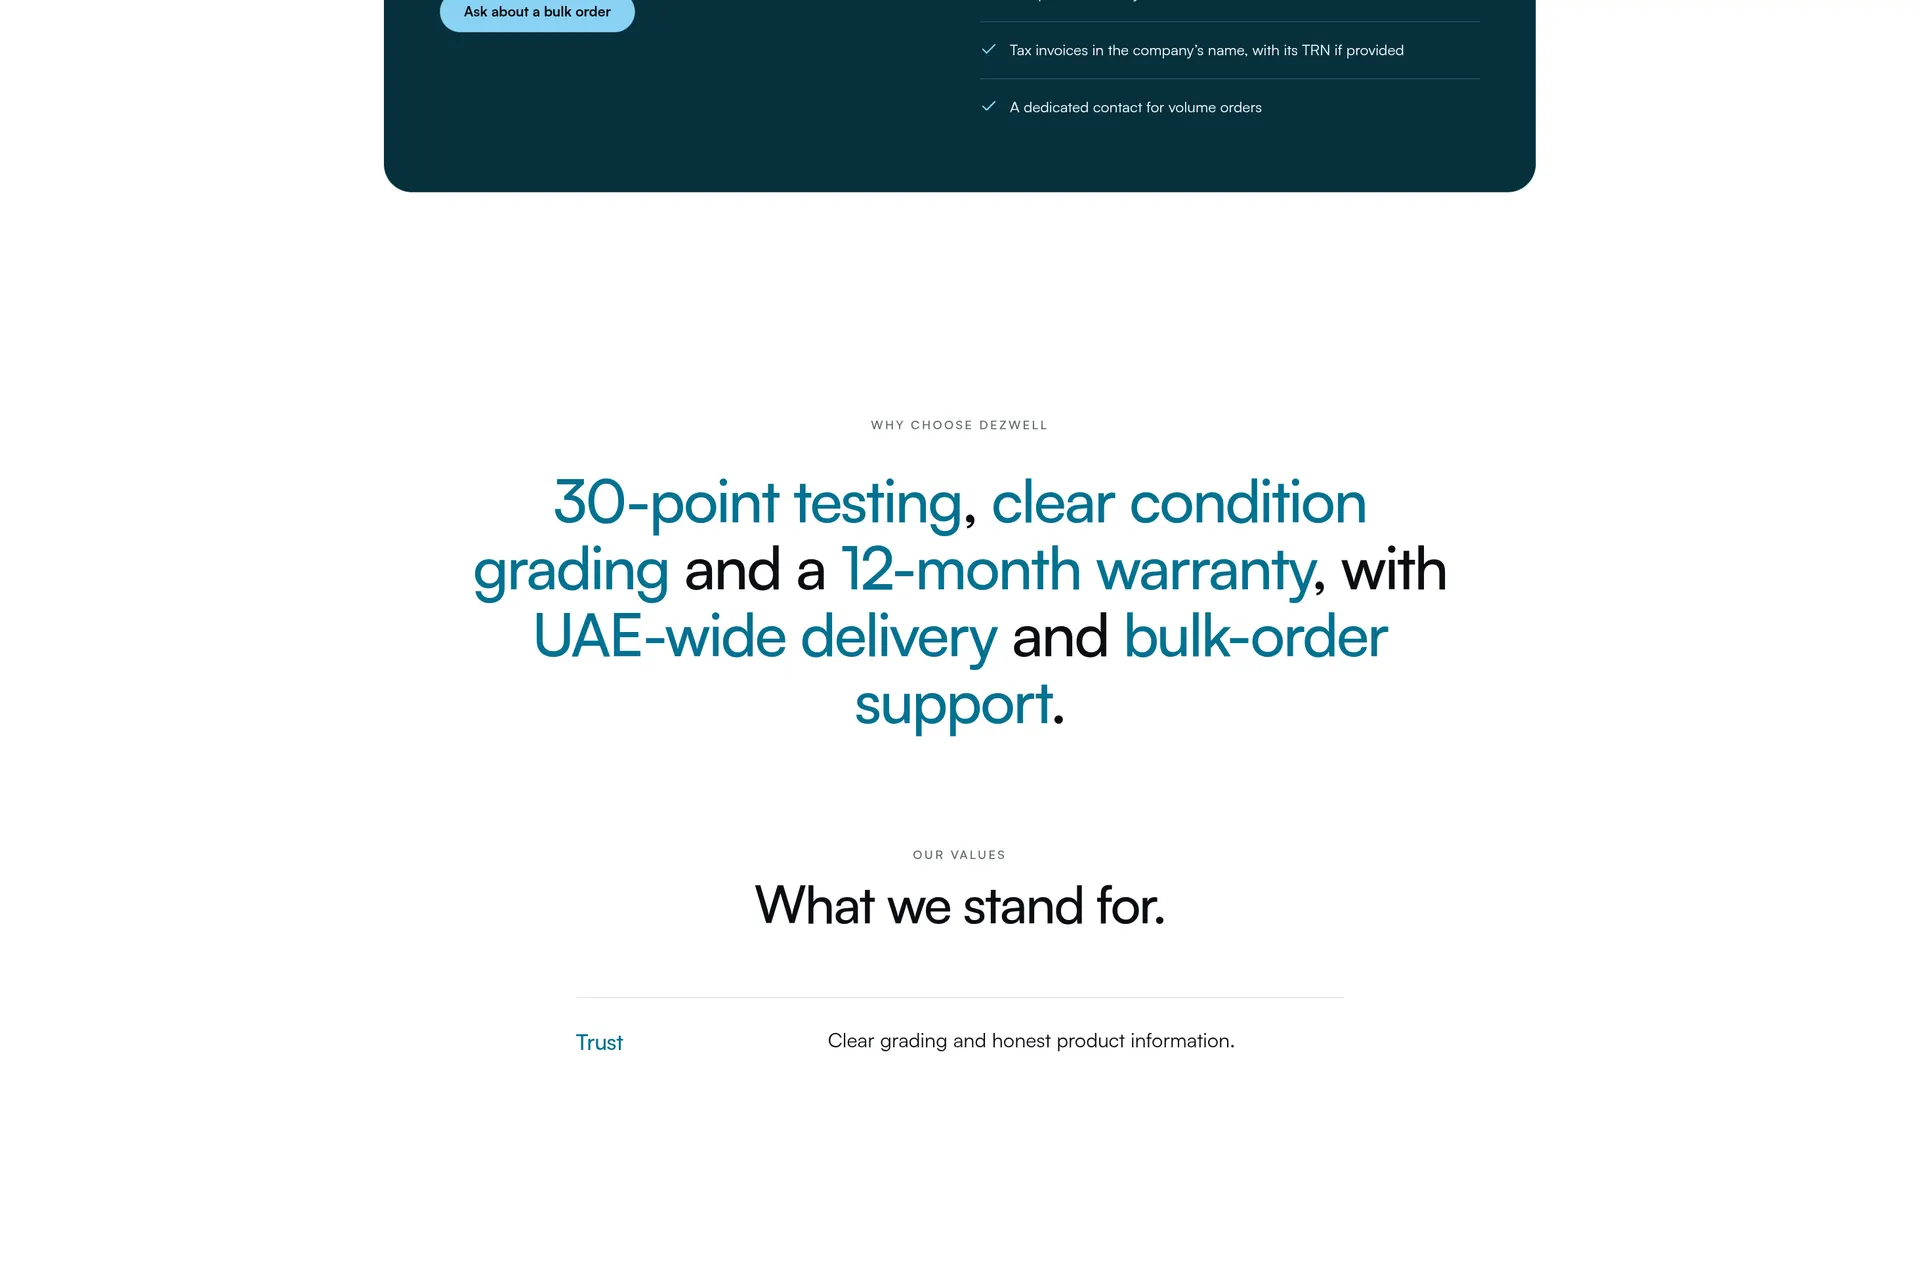 Ask about a bulk order
Tax invoices in the company's name, with its TRN if provided
A dedicated contact for volume orders
WHY CHOOSE DEZWELL
30-point testing, clear condition
grading and a 12-month warranty, with
UAE-wide delivery and bulk-order
support.
OUR VALUES
What we stand for.
Trust
Clear grading and honest product information.